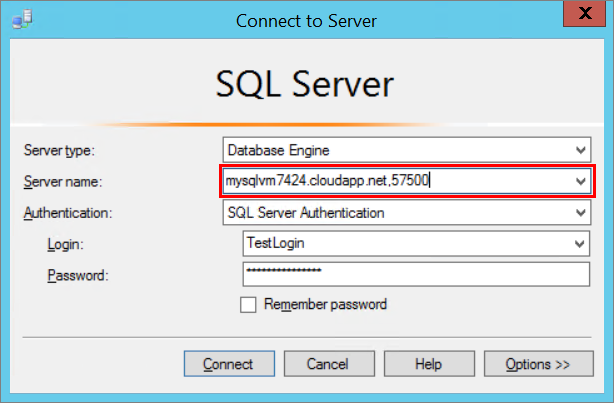 Connect to Server
X
SQL Server
Server type: Database Engine
Server name: mysqlvm7424.cloudapp.net,57500
Authentication: SQL Server Authentication
Login: TestLogin
Password: ***************
Remember password
Connect Cancel Help Options >>